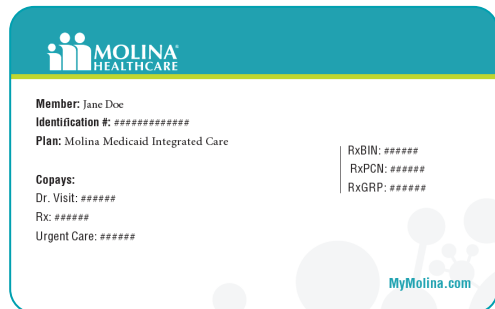 MOLINA®
HEALTHCARE
Member: Jane Doe
Identification #: #############
Plan: Molina Medicaid Integrated Care
RxBIN: ######
RxPCN: ######
RxGRP: ######
Copays:
Dr. Visit: ######
Rx: ######
Urgent Care: ######
MyMolina.com